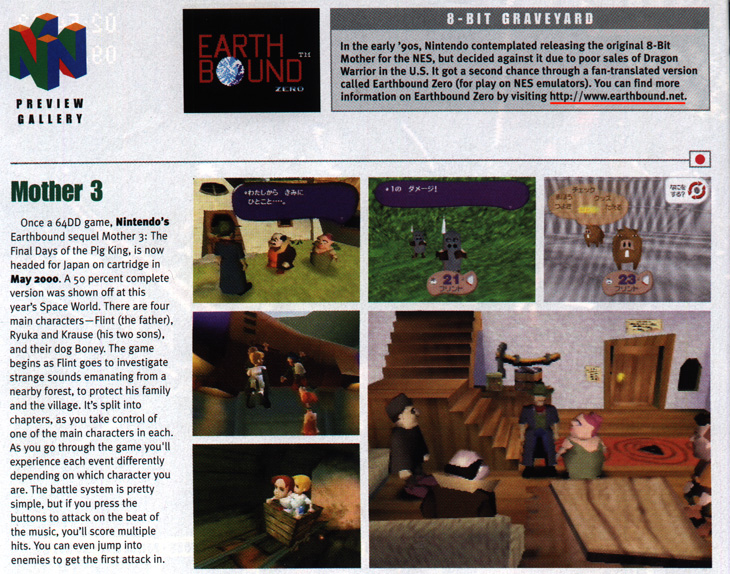 PREVIEW
GALLERY
EARTH
BOUND™
ZERO
8-BIT GRAVEYARD
In the early '90s, Nintendo contemplated releasing the original 8-Bit
Mother for the NES, but decided against it due to poor sales of Dragon
Warrior in the U.S. It got a second chance through a fan-translated version
called Earthbound Zero (for play on NES emulators). You can find more
information on Earthbound Zero by visiting http://www.earthbound.net.
Mother 3
Once a 64DD game, Nintendo's
Earthbound sequel Mother 3: The
Final Days of the Pig King, is now
headed for Japan on cartridge in
May 2000. A 50 percent complete
version was shown off at this
year's Space World. There are four
main characters—Flint (the father),
Ryuka and Krause (his two sons),
and their dog Boney. The game
begins as Flint goes to investigate
strange sounds emanating from a
nearby forest, to protect his family
and the village. It's split into
chapters, as you take control of
one of the main characters in each.
As you go through the game you'll
experience each event differently
depending on which character you
are. The battle system is pretty
simple, but if you press the
buttons to attack on the beat of
the music, you'll score multiple
hits. You can even jump into
enemies to get the first attack in.
*わたしから きみに
ひとこと‥‥。
*1の ダメージ!
21
フリント
チェック
グッズ
なにを
する?
23
フリント